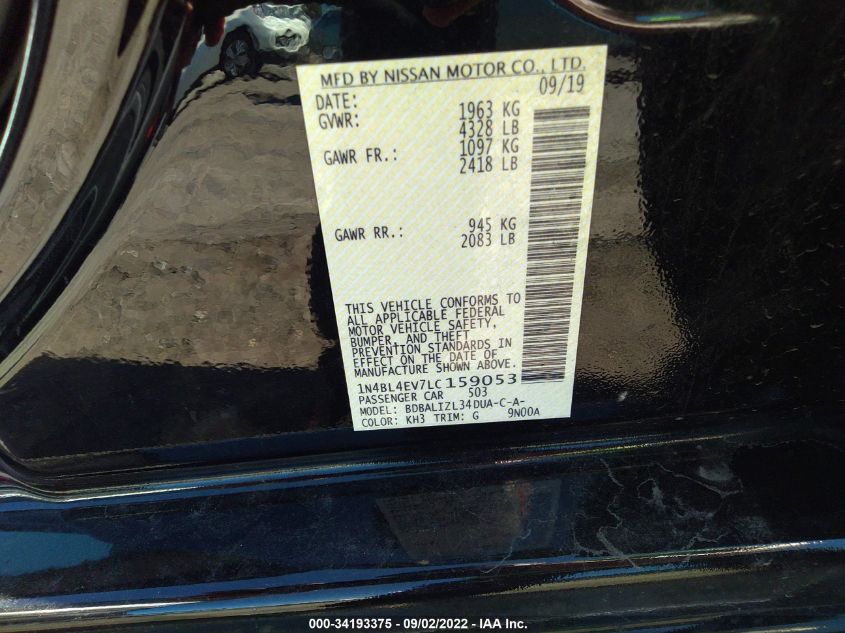 MFD BY NISSAN MOTOR CO., LTD.
DATE: 09/19
GVWR: 1963 KG
4328 LB
GAWR FR.: 1097 KG
2418 LB
GAWR RR.: 945 KG
2083 LB
THIS VEHICLE CONFORMS TO
ALL APPLICABLE FEDERAL
MOTOR VEHICLE SAFETY,
BUMPER, AND THEFT
PREVENTION STANDARDS IN
EFFECT ON THE DATE OF
MANUFACTURE SHOWN ABOVE.
1N4BL4EV7LC159053
PASSENGER CAR 503
MODEL: BDBALIZL34DUA-C-A-
COLOR: KH3 TRIM: G 9N00A
000-34193375 - 09/02/2022 - IAA Inc.